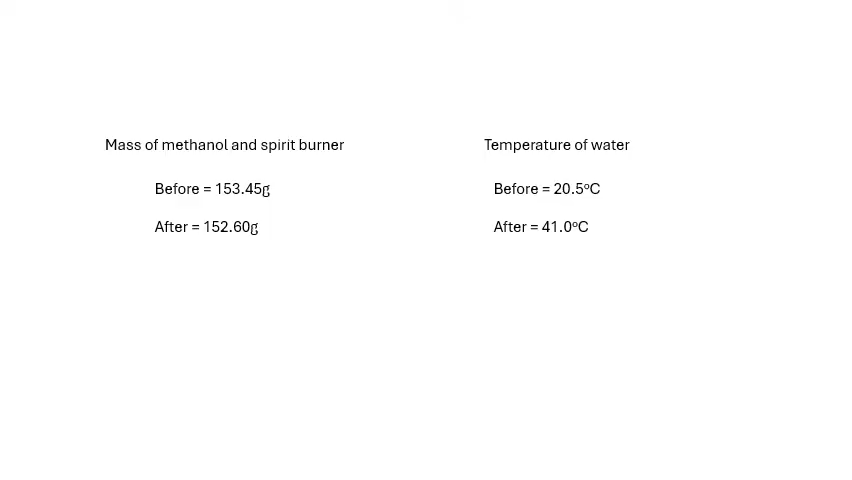 Mass of methanol and spirit burner
Before = 153.45g
After = 152.60g
Temperature of water
Before = 20.5ºC
After = 41.0ºC